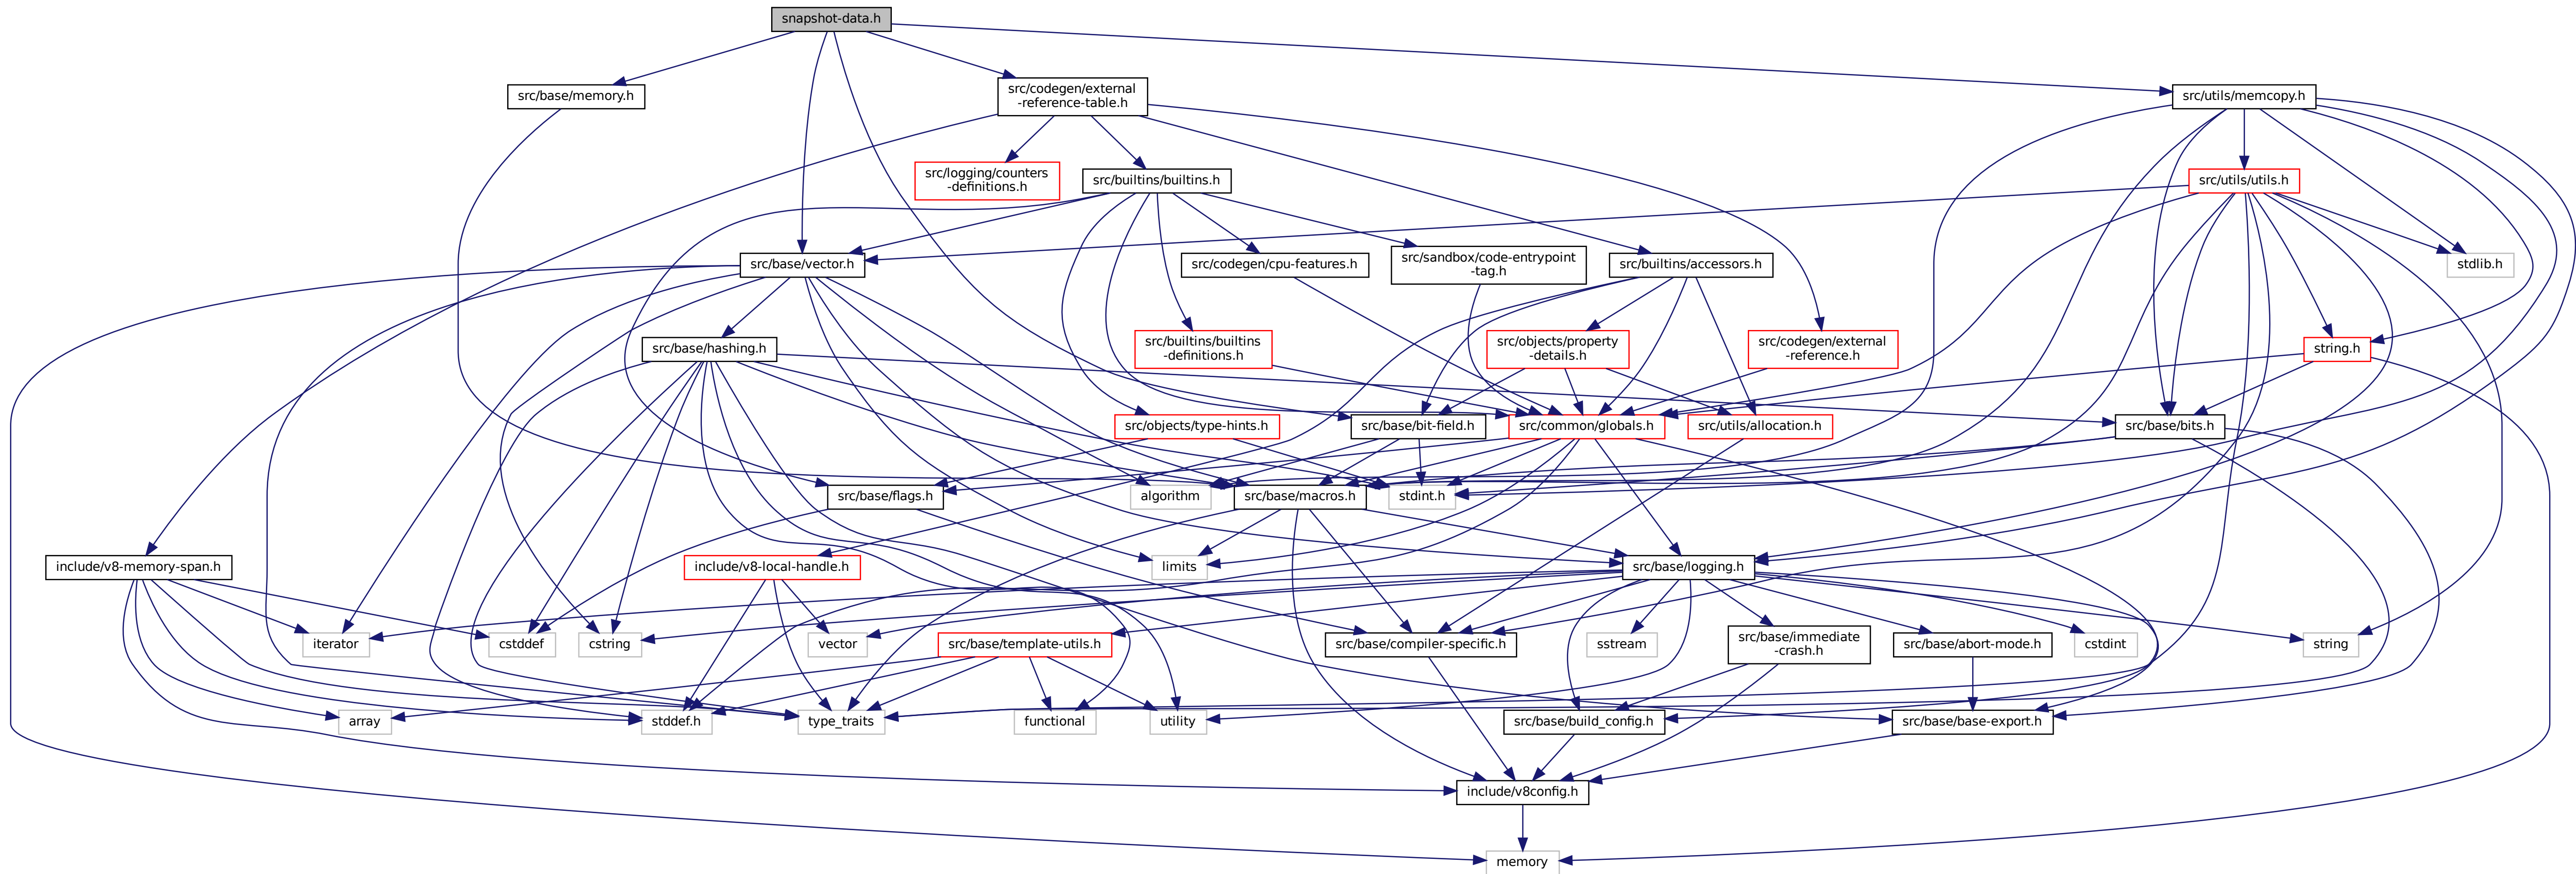 snapshot-data.h
src/base/memory.h
src/codegen/external
-reference-table.h
src/utils/memcopy.h
src/logging/counters
-definitions.h
src/builtins/builtins.h
src/utils/utils.h
src/base/vector.h
src/codegen/cpu-features.h
src/sandbox/code-entrypoint
-tag.h
src/builtins/accessors.h
stdlib.h
src/base/hashing.h
src/builtins/builtins
-definitions.h
src/objects/property
-details.h
src/codegen/external
-reference.h
string.h
src/objects/type-hints.h
src/base/bit-field.h
src/common/globals.h
src/utils/allocation.h
src/base/bits.h
src/base/flags.h
algorithm
src/base/macros.h
stdint.h
include/v8-memory-span.h
include/v8-local-handle.h
limits
src/base/logging.h
iterator
cstddef
cstring
vector
src/base/template-utils.h
src/base/compiler-specific.h
sstream
src/base/immediate
-crash.h
src/base/abort-mode.h
cstdint
string
array
stddef.h
type_traits
functional
utility
src/base/build_config.h
src/base/base-export.h
include/v8config.h
memory